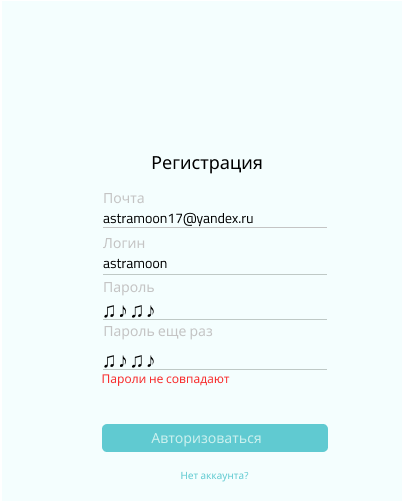 Регистрация
Почта
astramoon17@yandex.ru
Логин
astramoon
Пароль
♫♪♫♪
Пароль еще раз
♫♪♫♪
Пароли не совпадают
Авторизоваться
Нет аккаунта?